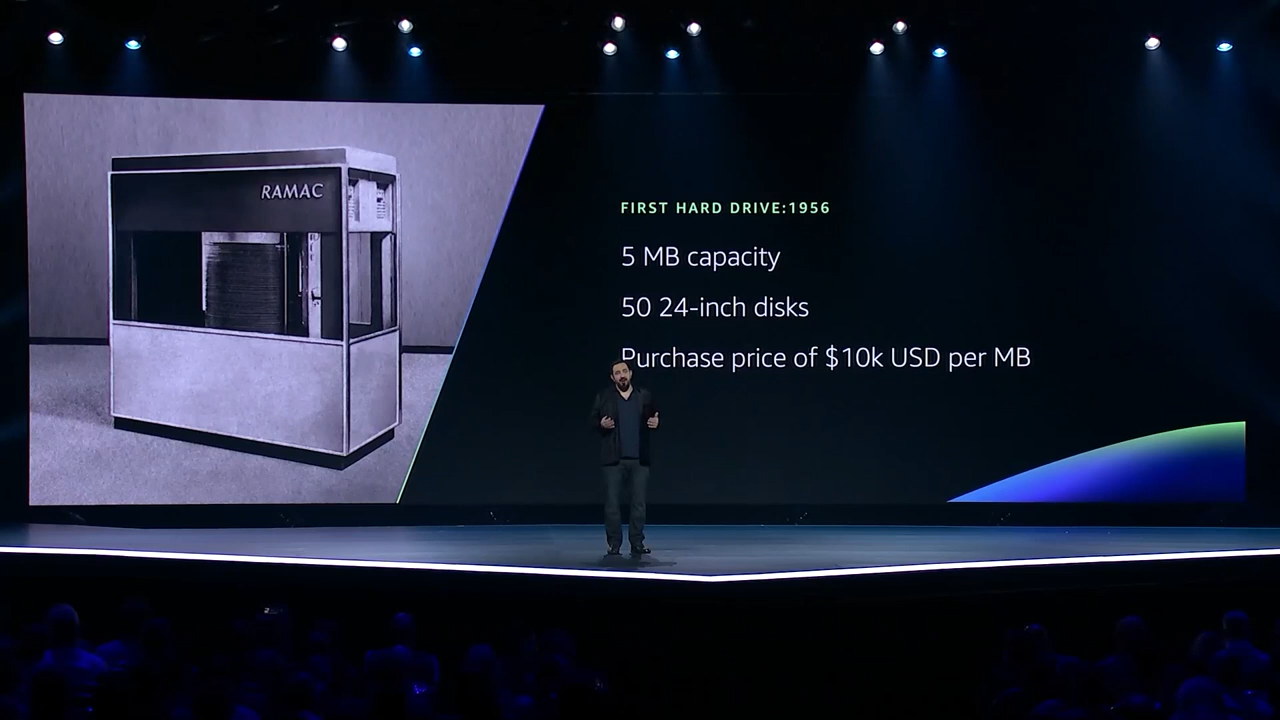 RAMAC
FIRST HARD DRIVE:1956
5 MB capacity
50 24-inch disks
Purchase price of $10k USD per MB